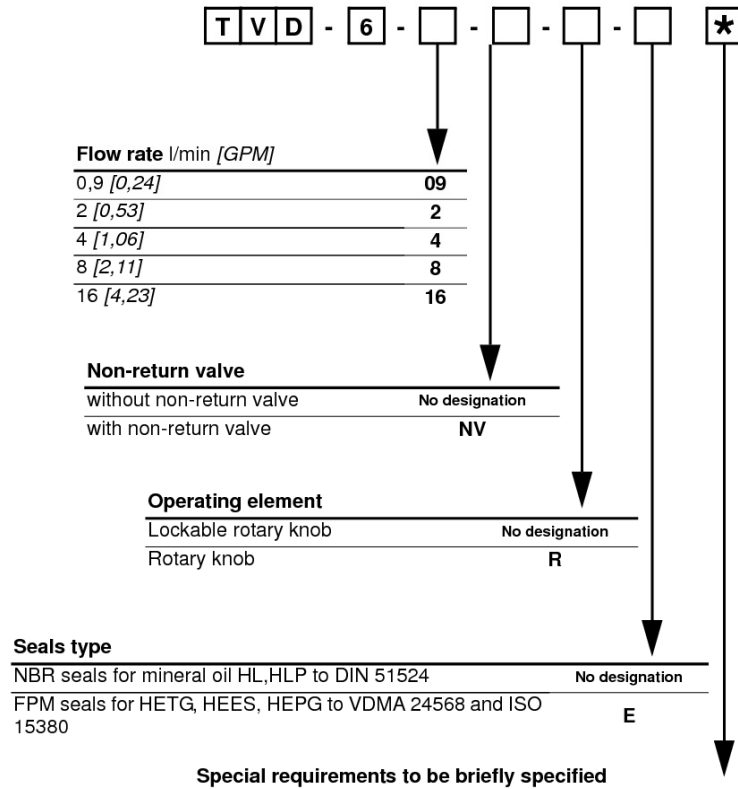 T V D - 6 - - - - *
Flow rate l/min [GPM]
0,9 [0,24] 09
2 [0,53] 2
4 [1,06] 4
8 [2,11] 8
16 [4,23] 16
Non-return valve
without non-return valve No designation
with non-return valve NV
Operating element
Lockable rotary knob No designation
Rotary knob R
Seals type
NBR seals for mineral oil HL,HLP to DIN 51524 No designation
FPM seals for HETG, HEES, HEPG to VDMA 24568 and ISO
15380 E
Special requirements to be briefly specified